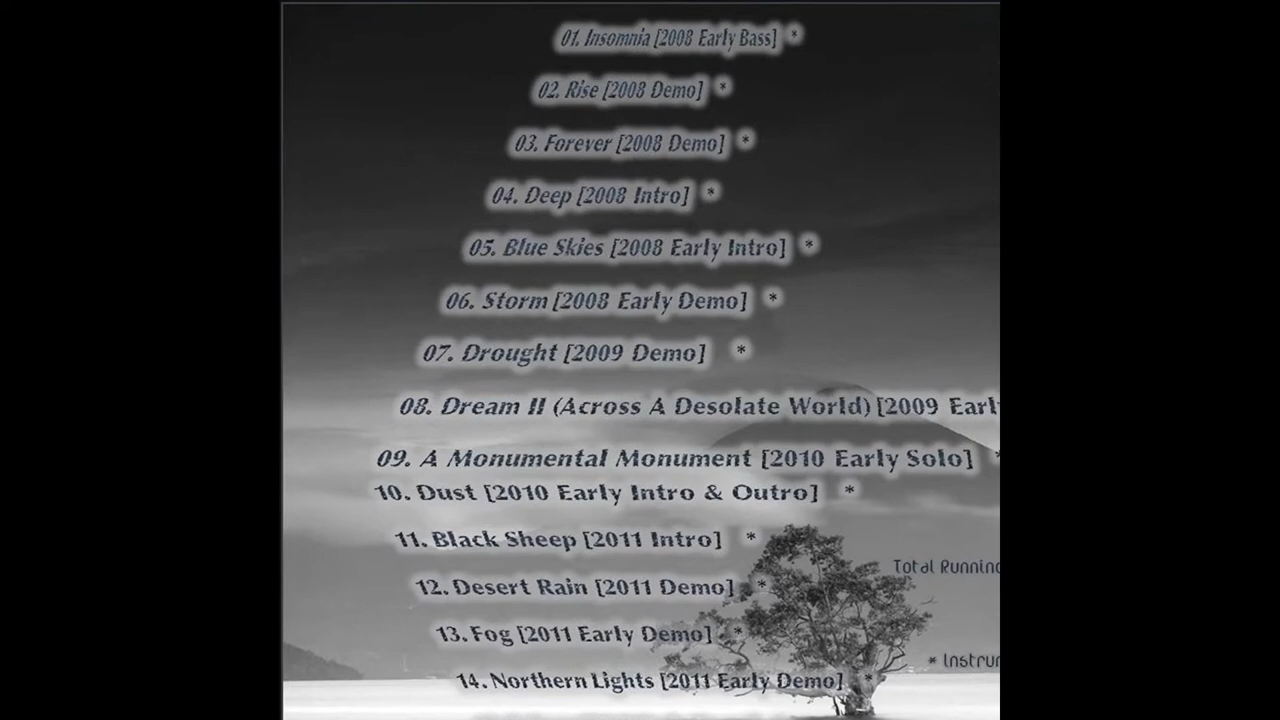 01. Insomnia [2008 Early Bass] *
02. Rise [2008 Demo] *
03. Forever [2008 Demo] *
04. Deep [2008 Intro] *
05. Blue Skies [2008 Early Intro] *
06. Storm [2008 Early Demo] *
07. Drought [2009 Demo] *
08. Dream II (Across A Desolate World) [2009 Earl
09. A Monumental Monument [2010 Early Solo] *
10. Dust [2010 Early Intro & Outro] *
11. Black Sheep [2011 Intro] *
Total Running
12. Desert Rain [2011 Demo] *
13. Fog [2011 Early Demo] *
* Instrum
14. Northern Lights [2011 Early Demo] *